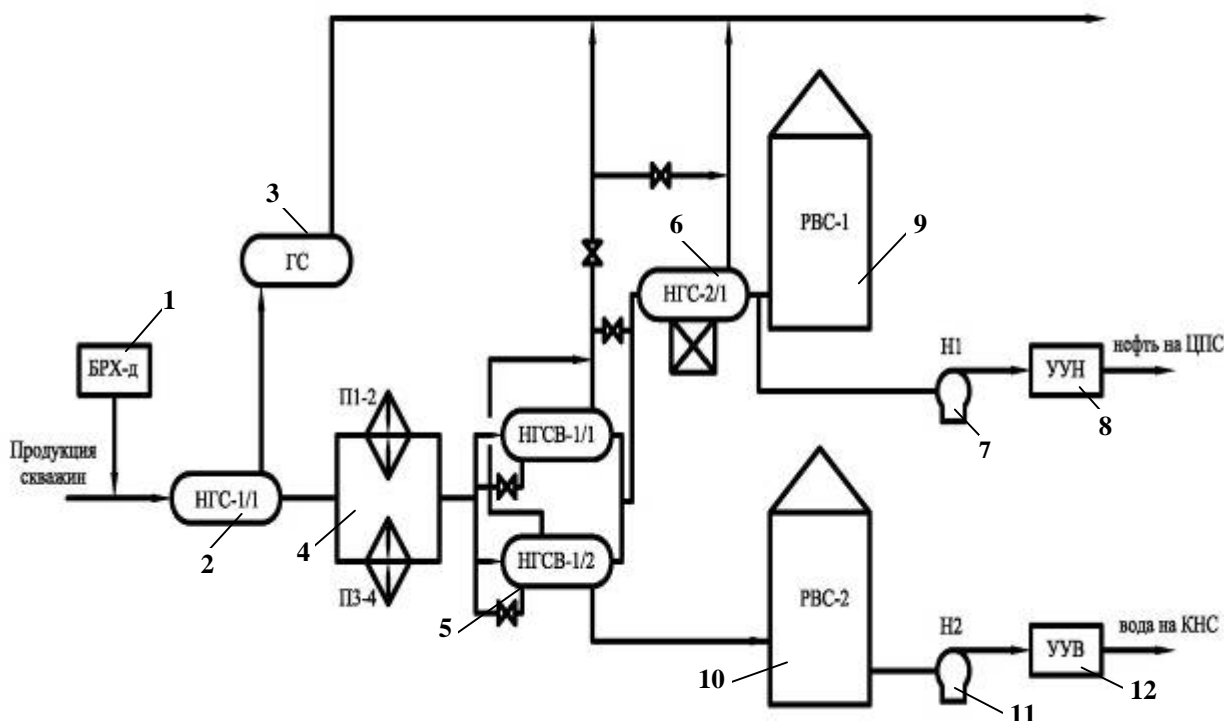 3
ГС
1
БРХ-д
Продукция
скважин
НГС-1/1
2
П1-2
4
П3-4
НГСВ-1/1
НГСВ-1/2
5
6
НГС-2/1
РВС-1
9
Н1
7
УУН
8
нефть на ЦПС
РВС-2
10
Н2
11
УУВ
12
вода на КНС